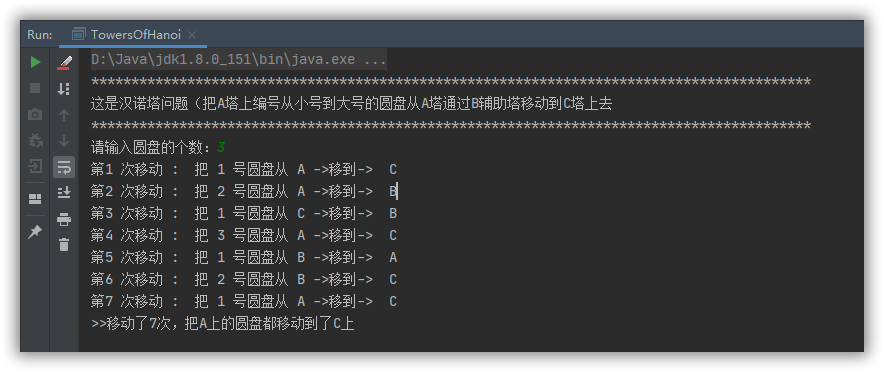 Run: TowersOfHanoi ×
D:\Java\jdk1.8.0_151\bin\java.exe ...
******************************************************************************************
这是汉诺塔问题（把A塔上编号从小号到大号的圆盘从A塔通过B辅助塔移动到C塔上去
******************************************************************************************
请输入圆盘的个数：3
第1 次移动 :  把 1 号圆盘从 A ->移到->  C
第2 次移动 :  把 2 号圆盘从 A ->移到->  B
第3 次移动 :  把 1 号圆盘从 C ->移到->  B
第4 次移动 :  把 3 号圆盘从 A ->移到->  C
第5 次移动 :  把 1 号圆盘从 B ->移到->  A
第6 次移动 :  把 2 号圆盘从 B ->移到->  C
第7 次移动 :  把 1 号圆盘从 A ->移到->  C
>>移动了7次，把A上的圆盘都移动到了C上